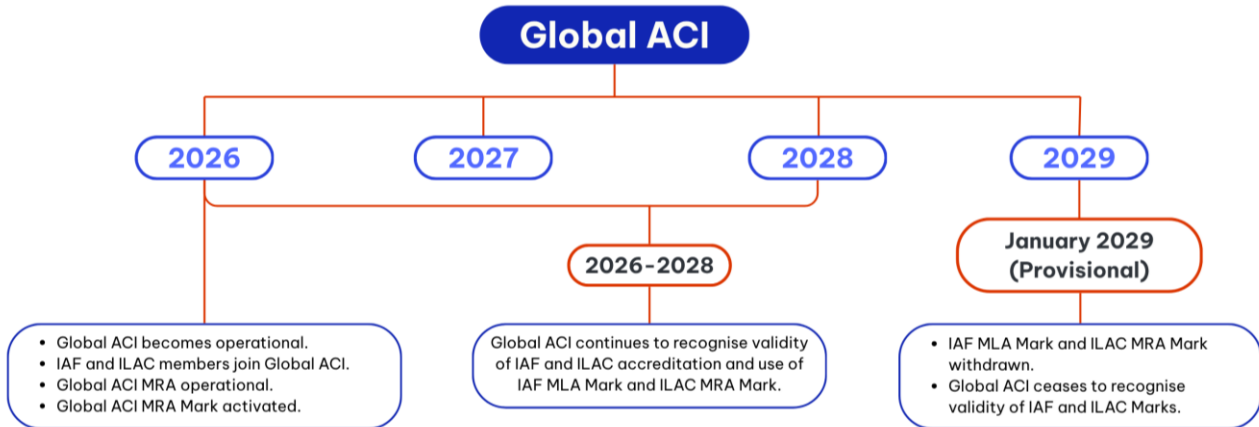 Global ACI
2026
2027
2028
2029
2026-2028
January 2029
(Provisional)
• Global ACI becomes operational.
• IAF and ILAC members join Global ACI.
• Global ACI MRA operational.
• Global ACI MRA Mark activated.
Global ACI continues to recognise validity
of IAF and ILAC accreditation and use of
IAF MLA Mark and ILAC MRA Mark.
• IAF MLA Mark and ILAC MRA Mark
withdrawn.
• Global ACI ceases to recognise
validity of IAF and ILAC Marks.